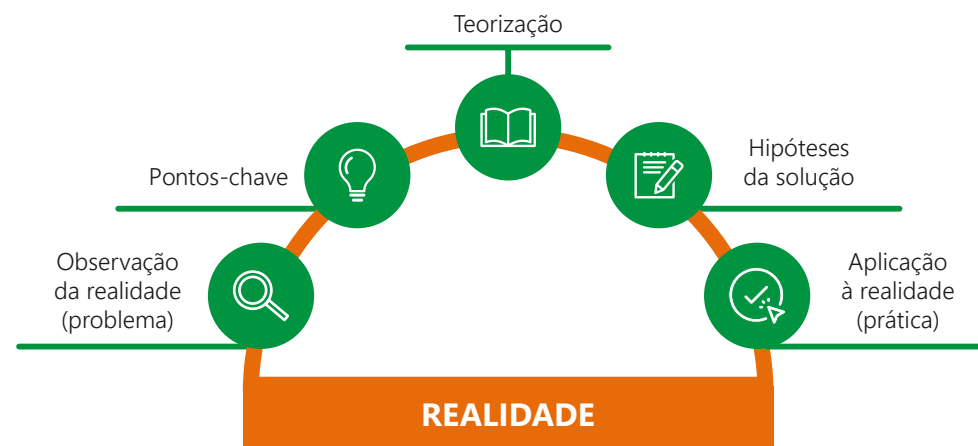 Teorização
Pontos-chave
Hipóteses
da solução
Observação
da realidade
(problema)
Aplicação
à realidade
(prática)
REALIDADE